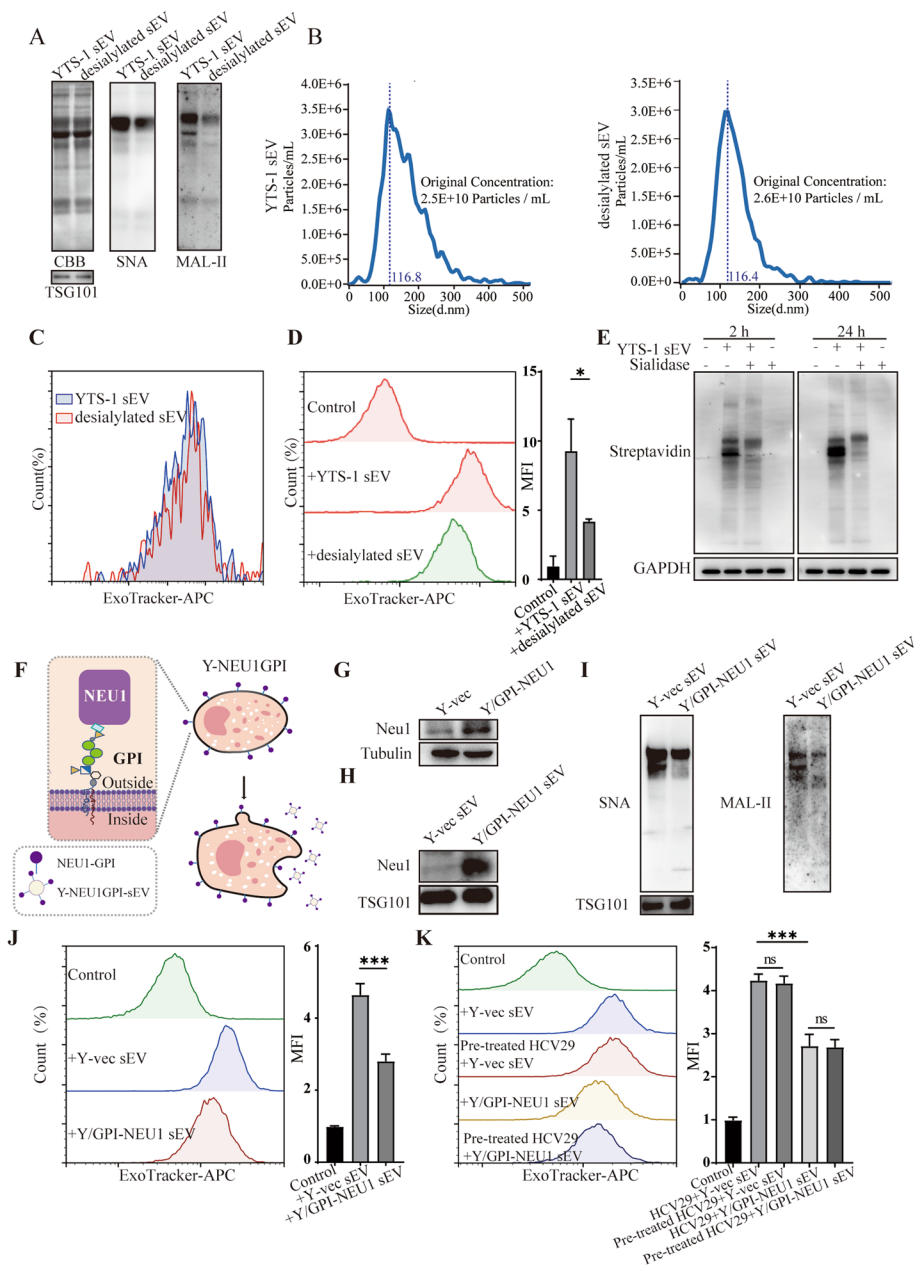 A
YTS-1 sEV
desialylated sEV
YTS-1 sEV
desialylated sEV
YTS-1 sEV
desialylated sEV
CBB
SNA
MAL-II
TSG101
B
YTS-1 sEV
Particles/mL
4.0E+6
3.5E+6
3.0E+6
2.5E+6
2.0E+6
1.5E+6
1.0E+6
5.0E+5
0.0E+0
Original Concentration:
2.5E+10 Particles / mL
116.8
0 100 200 300 400 500
Size(d.nm)
desialylated sEV
Particles/mL
3.5E+6
3.0E+6
2.5E+6
2.0E+6
1.5E+6
1.0E+6
5.0E+5
0.0E+0
Original Concentration:
2.6E+10 Particles / mL
116.4
0 100 200 300 400 500
Size(d.nm)
C
YTS-1 sEV
desialylated sEV
Count(%)
ExoTracker-APC
D
Control
+YTS-1 sEV
+desialylated sEV
Count (%)
ExoTracker-APC
MFI
15
10
5
0
*
Control
+YTS-1 sEV
+desialylated sEV
E
2 h 24 h
YTS-1 sEV - + + - - + + -
Sialidase - - + + - - + +
Streptavidin
GAPDH
F
Y-NEU1GPI
NEU1
GPI
Outside
Inside
NEU1-GPI
Y-NEU1GPI-sEV
G
Y-vec
Y/GPI-NEU1
Neu1
Tubulin
H
Y-vec sEV
Y/GPI-NEU1 sEV
Neu1
TSG101
I
Y-vec sEV
Y/GPI-NEU1 sEV
SNA
TSG101
Y-vec sEV
Y/GPI-NEU1 sEV
MAL-II
J
Control
+Y-vec sEV
+Y/GPI-NEU1 sEV
Count (%)
ExoTracker-APC
MFI
6
4
2
0
***
Control
+Y-vec sEV
+Y/GPI-NEU1 sEV
K
Control
+Y-vec sEV
Pre-treated HCV29
+Y-vec sEV
+Y/GPI-NEU1 sEV
Pre-treated HCV29
+Y/GPI-NEU1 sEV
Count (%)
ExoTracker-APC
MFI
5
4
3
2
1
0
***
ns
ns
Control
HCV29+Y-vec sEV
Pre-treated HCV29+Y-vec sEV
HCV29+Y/GPI-NEU1 sEV
Pre-treated HCV29+Y/GPI-NEU1 sEV